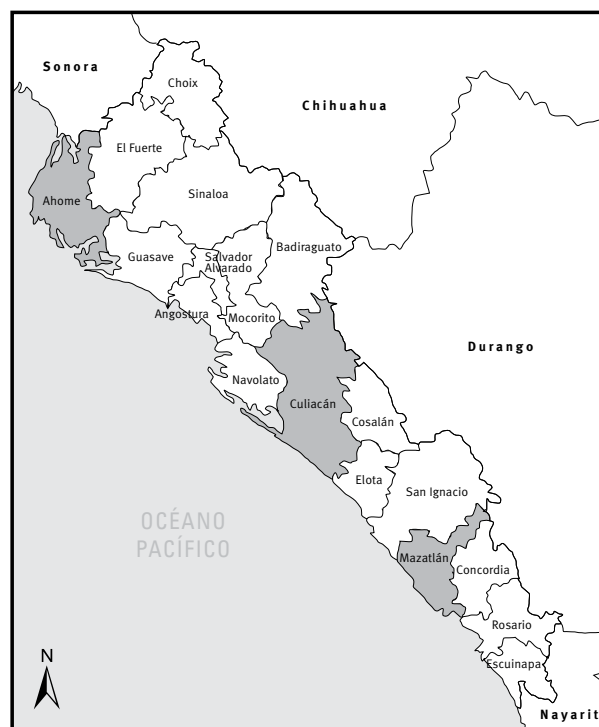 Sonora
Choix
Chihuahua
El Fuerte
Sinaloa
Ahome
Badiraguato
Guasave
Salvador
Alvarado
Angostura
Mocorito
Durango
Navolato
Culiacán
Cosalán
Elota
San Ignacio
OCÉANO
PACÍFICO
Mazatlán
Concordia
Rosario
Escuinapa
N
Nayarit